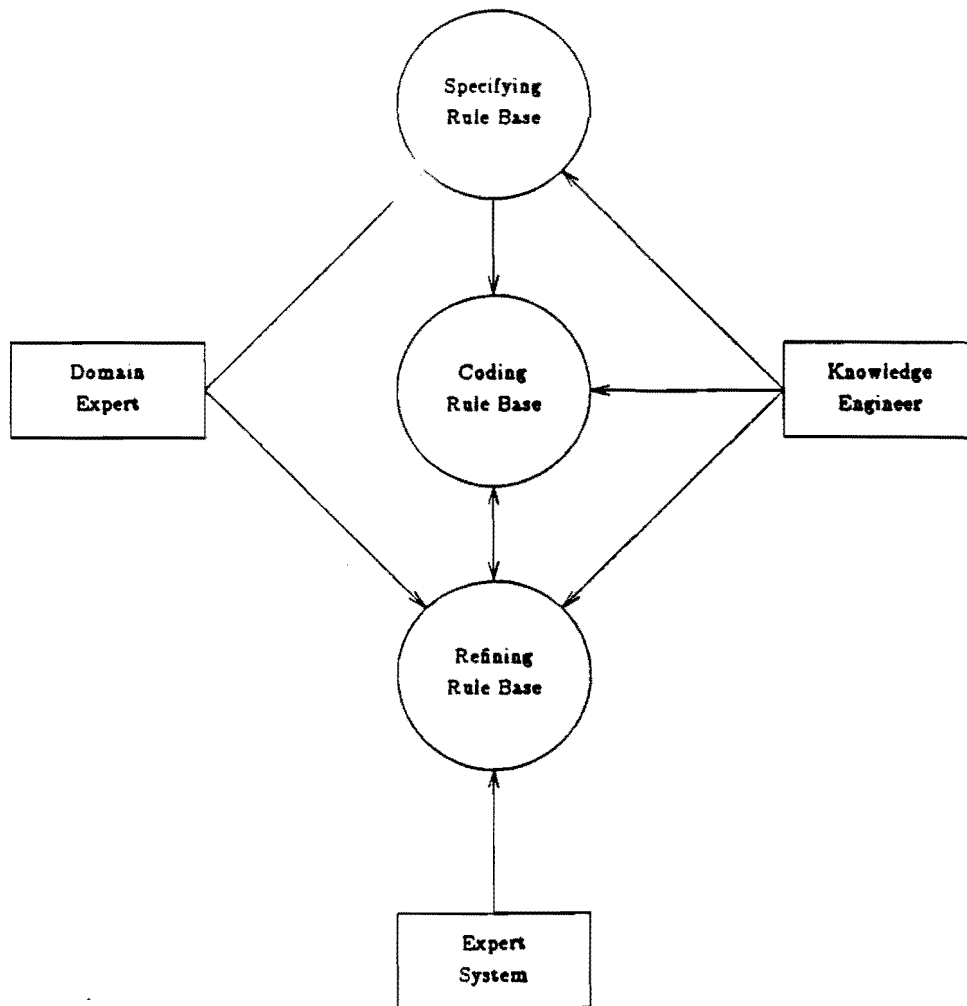 Specifying
Rule Base
Domain
Expert
Coding
Rule Base
Knowledge
Engineer
Refining
Rule Base
Expert
System